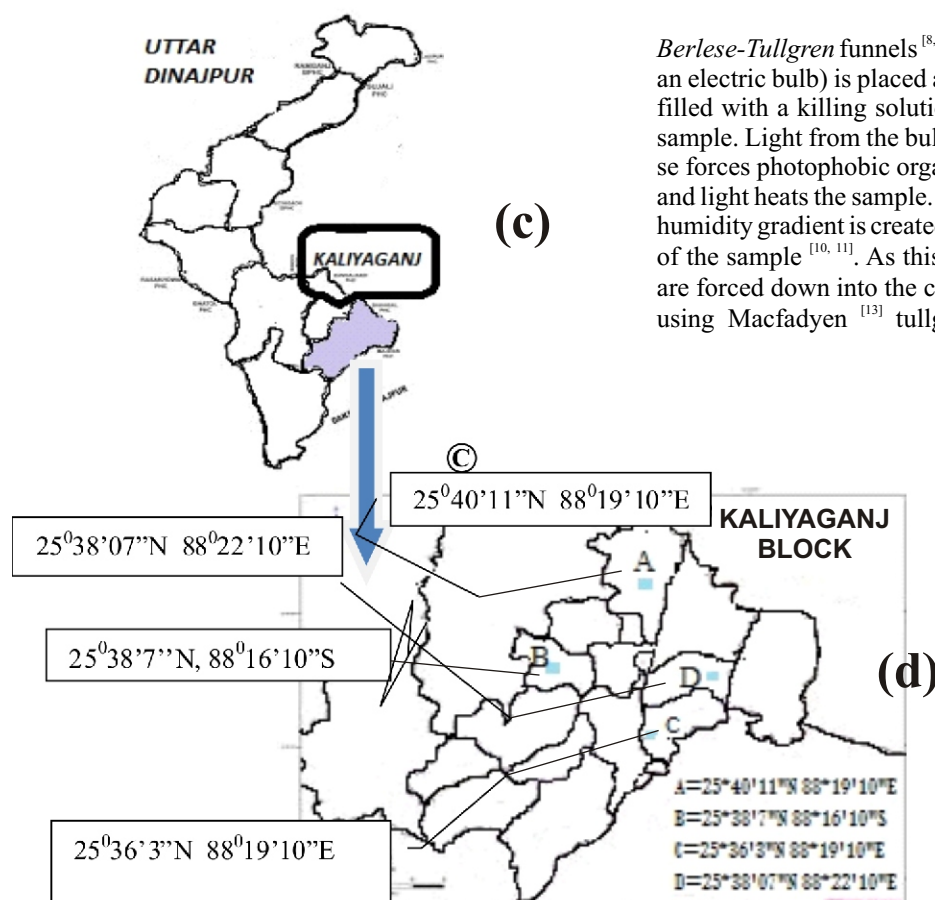 UTTAR
DINAJPUR
SUJALI
PHC
(c)
KALIYAGANJ
Berlese-Tullgren funnels [8,
an electric bulb) is placed a
filled with a killing solutio
sample. Light from the bul
se forces photophobic orga
and light heats the sample.
humidity gradient is created
of the sample [10, 11]. As this
are forced down into the c
using Macfadyen [13] tullg
©
25⁰40’11”N 88⁰19’10”E
KALIYAGANJ
BLOCK
25⁰38’07”N 88⁰22’10”E
25⁰38’7’’N, 88⁰16’10”S
25⁰36’3”N 88⁰19’10”E
A
B
D
C
(d)
A=25*40'11"N 88*19'10"E
B=25*38'7"N 88*16'10"S
C=25*36'3"N 88*19'10"E
D=25*38'07"N 88*22'10"E